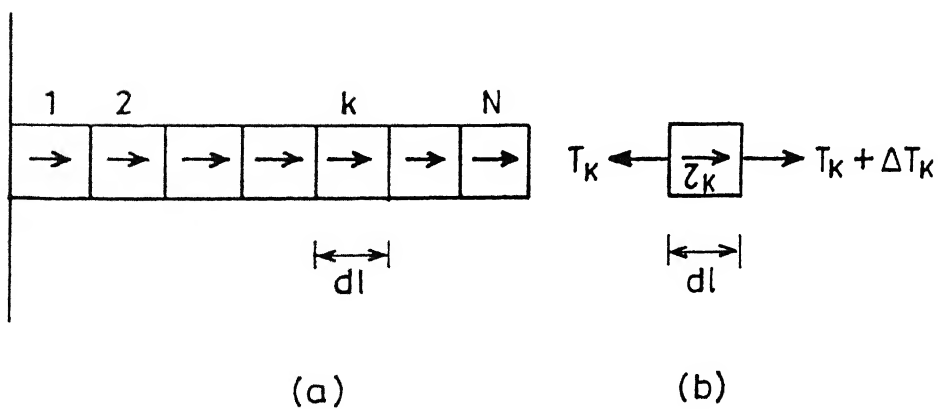 1 2 k N
T_K τ_K T_K + ΔT_K
dl dl
(a) (b)